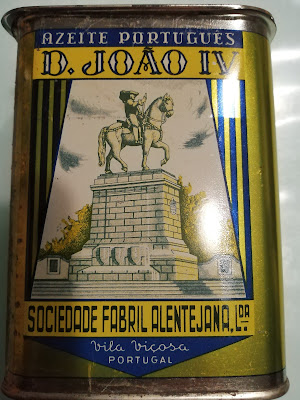 AZEITE PORTUGUÊS
D. JOÃO IV
SOCIEDADE FABRIL ALENTEJANA, LDA
Vila Viçosa
PORTUGAL